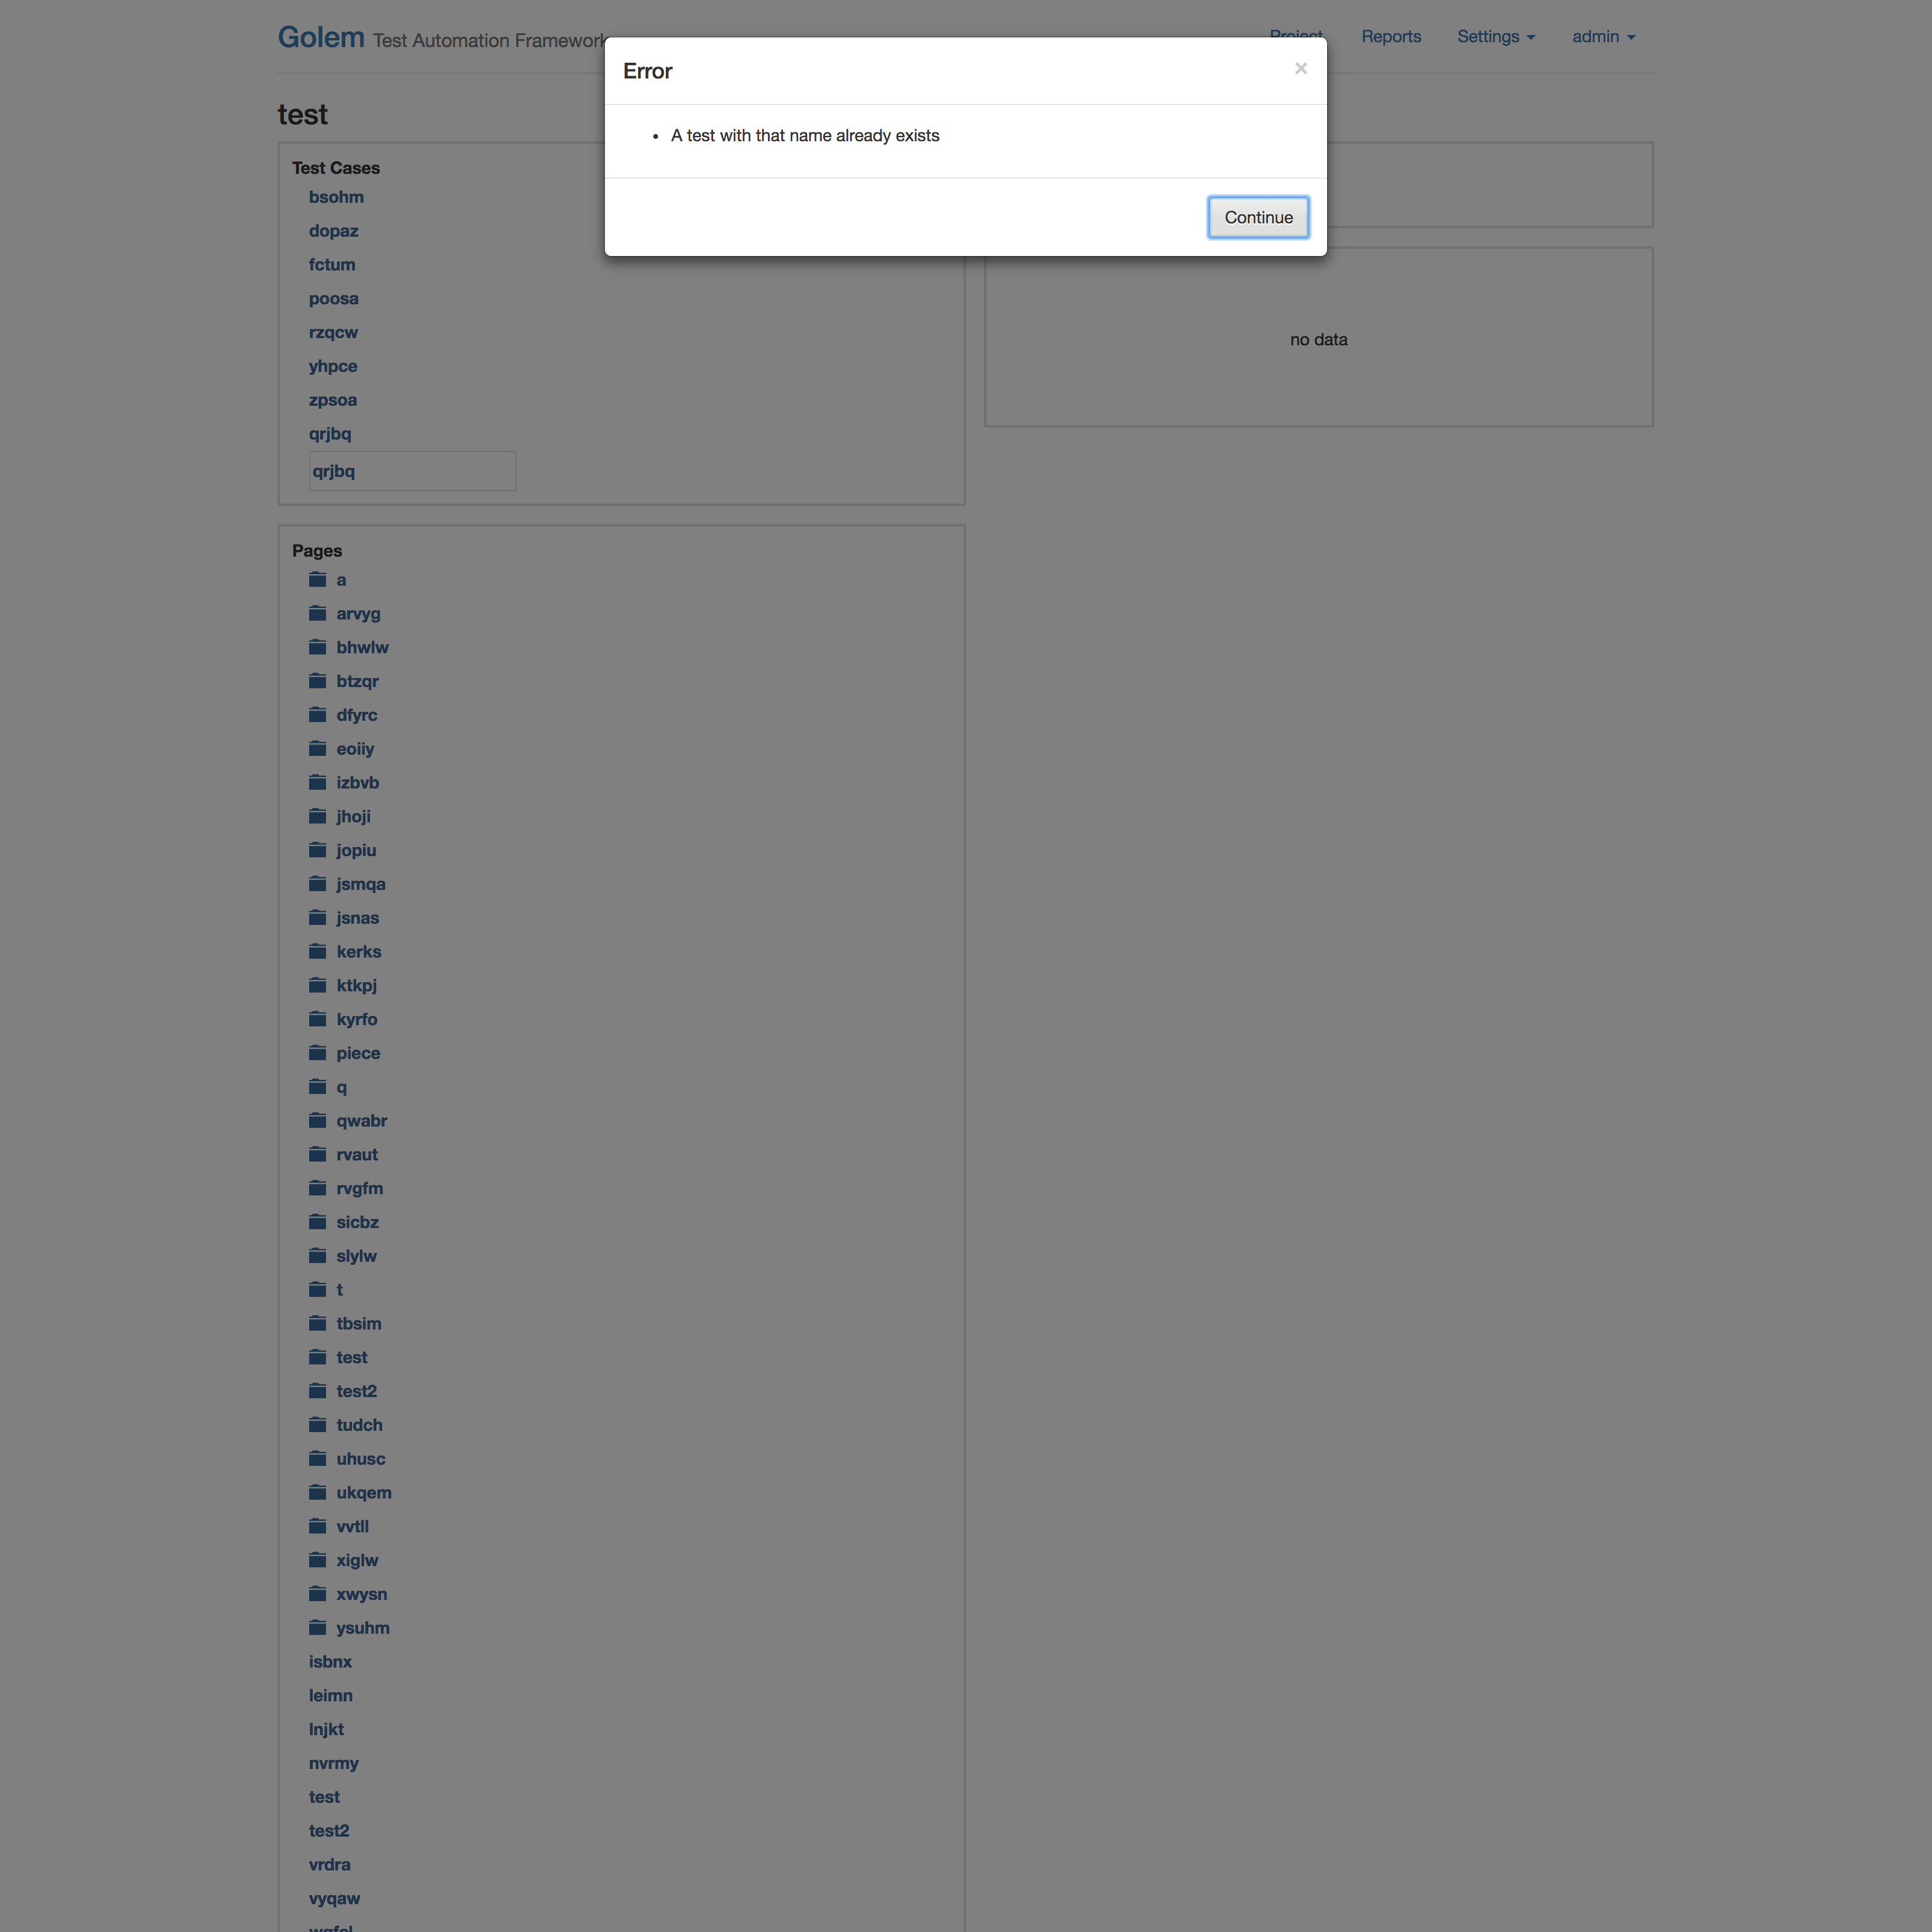 Golem Test Automation Framework
Project Reports Settings admin
Error
×
A test with that name already exists
Continue
test
Test Cases
bsohm
dopaz
fctum
poosa
rzqcw
yhpce
zpsoa
qrjbq
qrjbq
no data
Pages
a
arvyg
bhwlw
btzqr
dfyrc
eoiiy
izbvb
jhoji
jopiu
jsmqa
jsnas
kerks
ktkpj
kyrfo
piece
q
qwabr
rvaut
rvgfm
sicbz
slylw
t
tbsim
test
test2
tudch
uhusc
ukqem
vvtll
xiglw
xwysn
ysuhm
isbnx
leimn
lnjkt
nvrmy
test
test2
vrdra
vyqaw